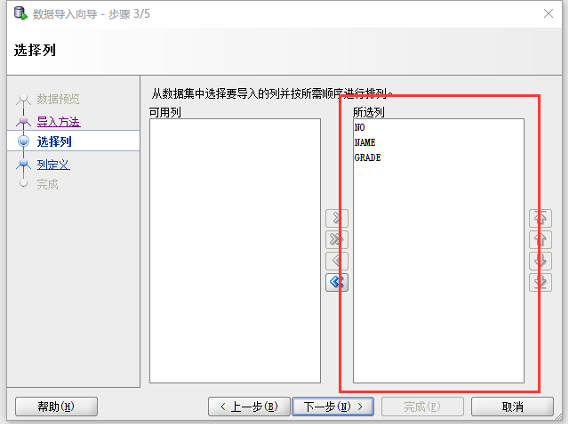 数据导入向导 - 步骤 3/5
选择列
数据预览
导入方法
选择列
列定义
完成
从数据集中选择要导入的列并按所需顺序进行排列。
可用列
所选列
NO
NAME
GRADE
帮助(H)
< 上一步(B)
下一步(N) >
完成(F)
取消